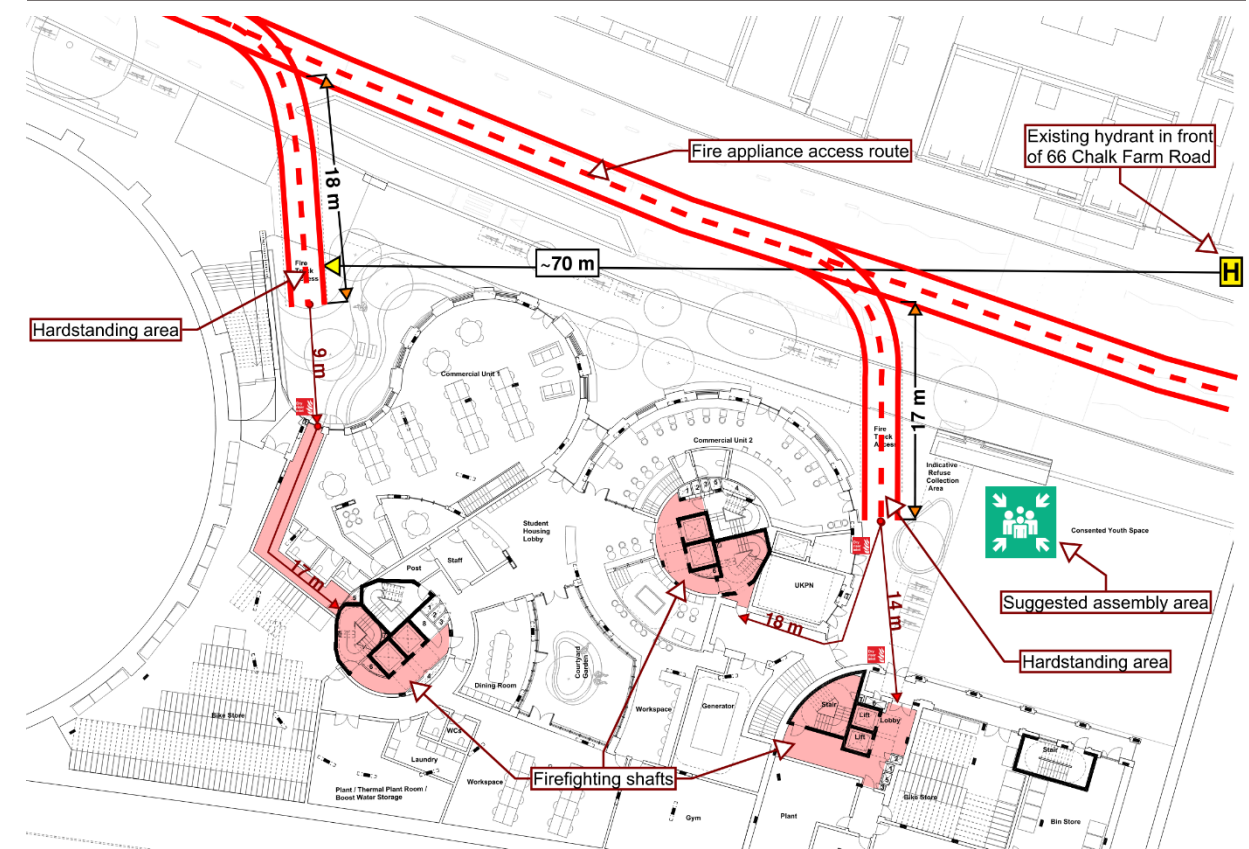 Existing hydrant in front
of 66 Chalk Farm Road
Fire appliance access route
18 m
~70 m
H
Fire
Truck
Access
Hardstanding area
9 m
Commercial Unit 1
17 m
Commercial Unit 2
Fire
Truck
Access
Indicative
Refuse
Collection
Area
Consented Youth Space
Student
Housing
Lobby
Staff
Post
UKPN
Suggested assembly area
17 m
18 m
14 m
Hardstanding area
Courtyard
Garden
Dining Room
Workspace
Generator
Stair
Lift
Lift
Lobby
Bike Store
WCs
Laundry
Workspace
Firefighting shafts
Plant / Thermal Plant Room /
Boost Water Storage
Gym
Plant
Bike Store
Stair
Bin Store